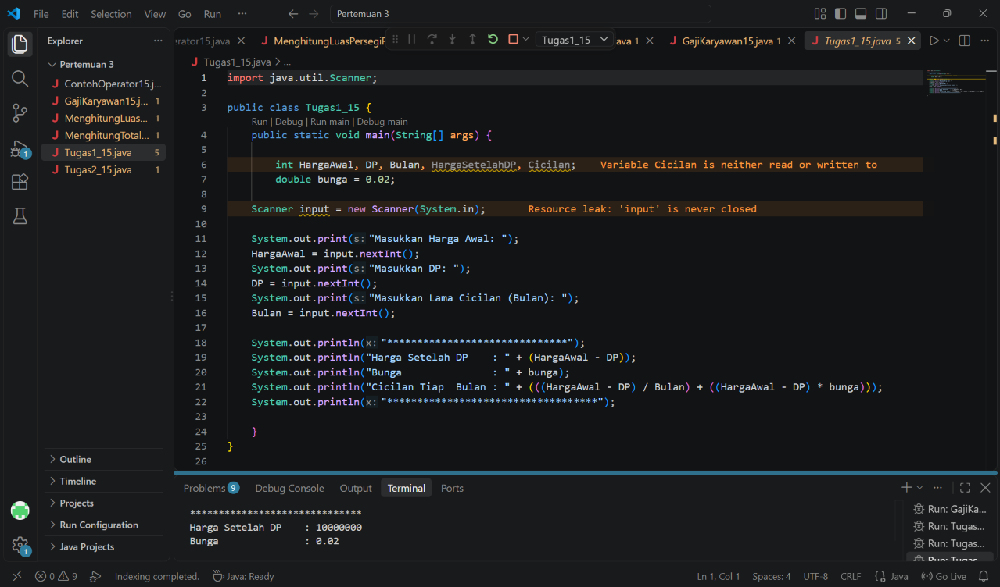 File Edit Selection View Go Run ··· Pertemuan 3
Explorer
Pertemuan 3
ContohOperator15.j...
GajiKaryawan15.j... 1
MenghitungLuas... 1
MenghitungTotal... 1
Tugas1_15.java 5
Tugas2_15.java 1
Outline
Timeline
Projects
Run Configuration
Java Projects
1
1
erator15.java MenghitungLuasPersegiF Tugas1_15 ava 1 GajiKaryawan15.java 1 Tugas1_15.java 5
Tugas1_15.java > ...
1 import java.util.Scanner;
2
3 public class Tugas1_15 {
Run | Debug | Run main | Debug main
4 public static void main(String[] args) {
5
6 int HargaAwal, DP, Bulan, HargaSetelahDP, Cicilan; Variable Cicilan is neither read or written to
7 double bunga = 0.02;
8
9 Scanner input = new Scanner(System.in); Resource leak: 'input' is never closed
10
11 System.out.print(s: "Masukkan Harga Awal: ");
12 HargaAwal = input.nextInt();
13 System.out.print(s: "Masukkan DP: ");
14 DP = input.nextInt();
15 System.out.print(s: "Masukkan Lama Cicilan (Bulan): ");
16 Bulan = input.nextInt();
17
18 System.out.println(x: "******************************");
19 System.out.println("Harga Setelah DP    : " + (HargaAwal - DP));
20 System.out.println("Bunga               : " + bunga);
21 System.out.println("Cicilan Tiap  Bulan : " + (((HargaAwal - DP) / Bulan) + ((HargaAwal - DP) * bunga)));
22 System.out.println(x: "***********************************");
23
24 }
25 }
26
Problems 9 Debug Console Output Terminal Ports
*****************************
Harga Setelah DP    : 10000000
Bunga               : 0.02
Run: GajiKa...
Run: Tugas...
Run: Tugas...
Run: Tugas...
0 9 Indexing completed. Java: Ready Ln 1, Col 1 Spaces: 4 UTF-8 CRLF Java Go Live